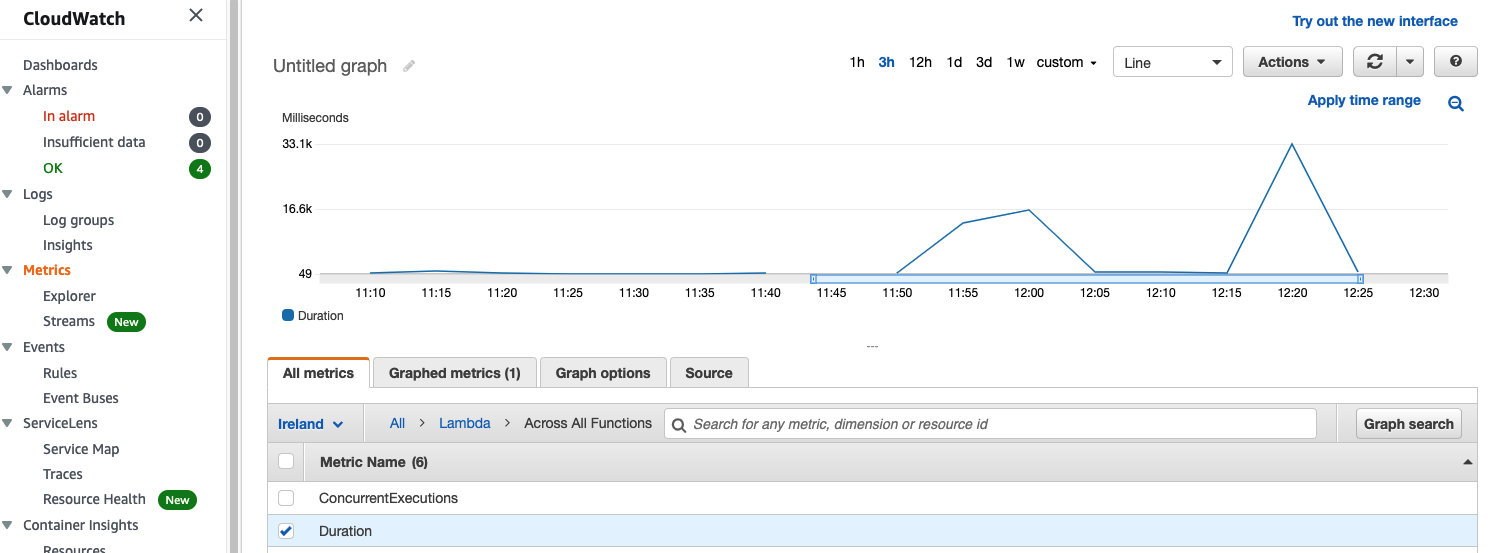 CloudWatch
Dashboards
Alarms
In alarm 0
Insufficient data 0
OK 4
Logs
Log groups
Insights
Metrics
Explorer
Streams New
Events
Rules
Event Buses
ServiceLens
Service Map
Traces
Resource Health New
Container Insights
Resources
Try out the new interface
Untitled graph
1h 3h 12h 1d 3d 1w custom Line Actions ?
Apply time range
Milliseconds
33.1k
16.6k
49
11:10 11:15 11:20 11:25 11:30 11:35 11:40 11:45 11:50 11:55 12:00 12:05 12:10 12:15 12:20 12:25 12:30
Duration
---
All metrics Graphed metrics (1) Graph options Source
Ireland All > Lambda > Across All Functions Search for any metric, dimension or resource id Graph search
Metric Name (6)
ConcurrentExecutions
Duration